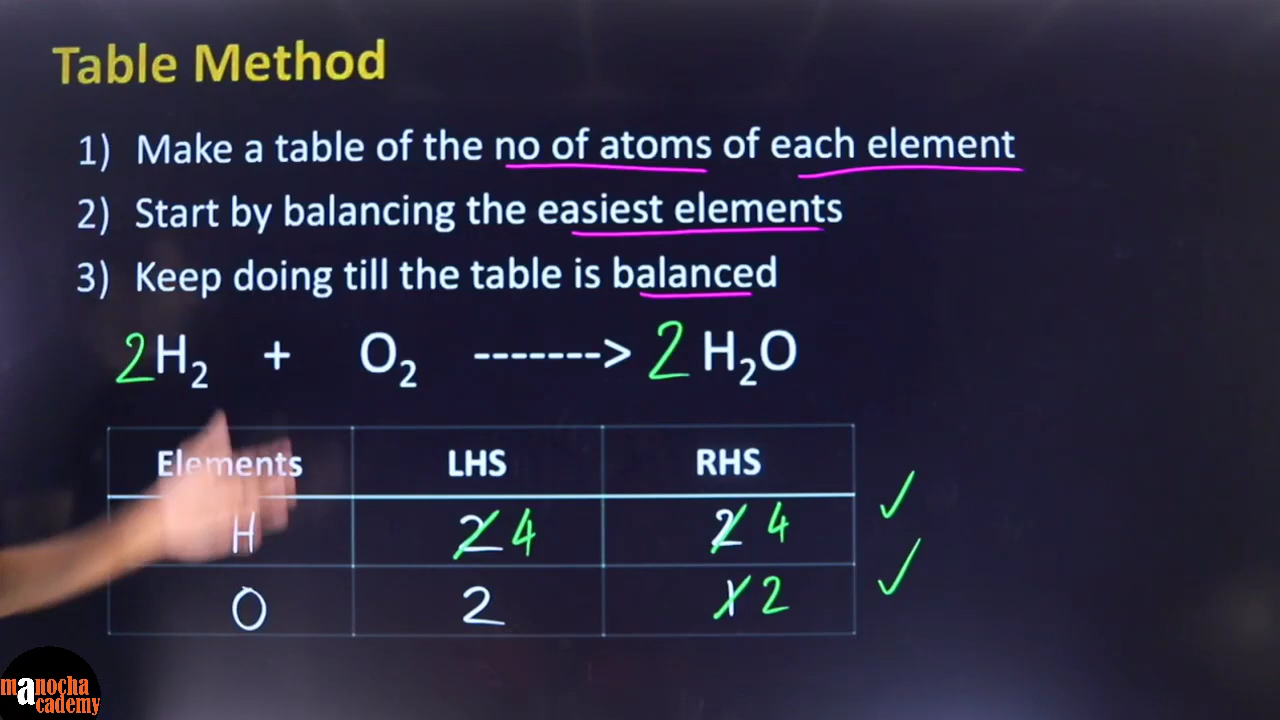 Table Method
1) Make a table of the no of atoms of each element
2) Start by balancing the easiest elements
3) Keep doing till the table is balanced
2H₂ + O₂ -------> 2 H₂O
Elements LHS RHS
H 2 4 2 4
O 2 1 2
manocha
academy